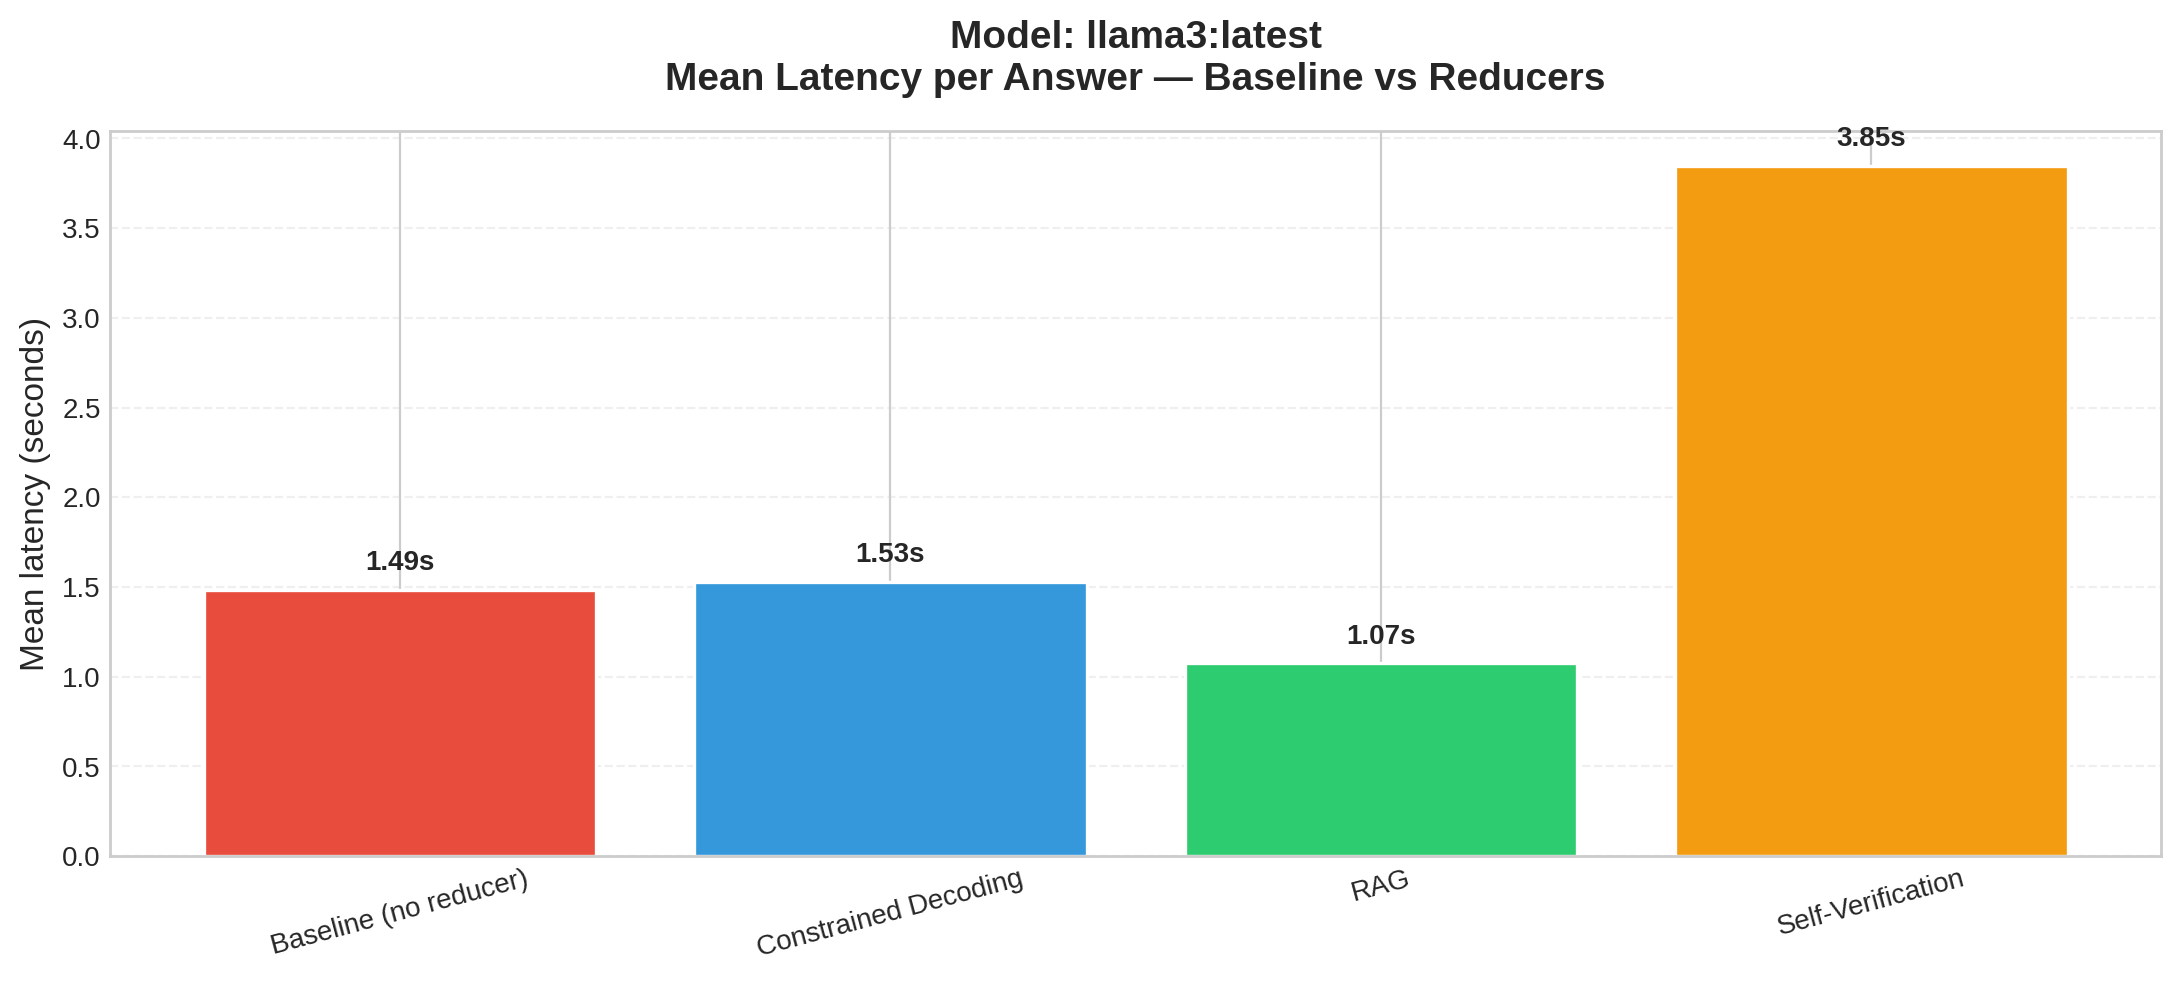 Model: llama3:latest
Mean Latency per Answer — Baseline vs Reducers
Mean latency (seconds)
4.0
3.5
3.0
2.5
2.0
1.5
1.0
0.5
0.0
1.49s
1.53s
1.07s
3.85s
Baseline (no reducer)
Constrained Decoding
RAG
Self-Verification